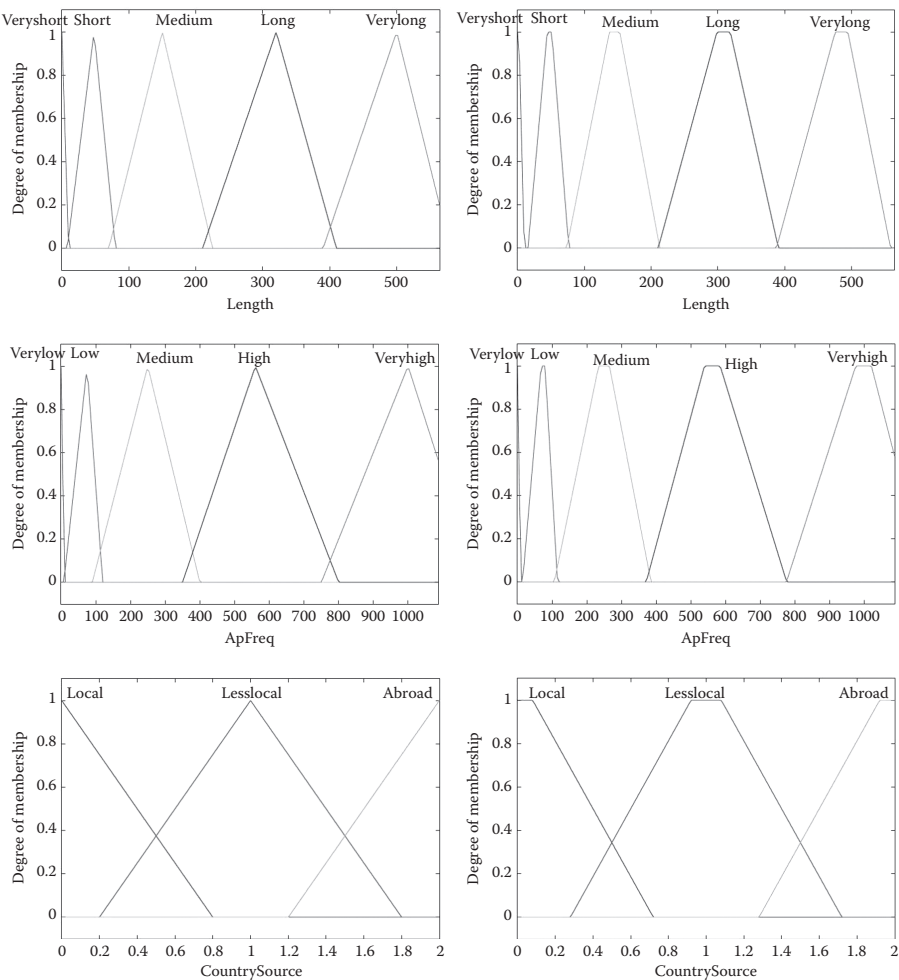 Veryshort Short Medium Long Verylong
1
0.8
0.6
0.4
0.2
0
Degree of membership
0 100 200 300 400 500
Length
Veryshort Short Medium Long Verylong
1
0.8
0.6
0.4
0.2
0
Degree of membership
0 100 200 300 400 500
Length
Verylow Low Medium High Veryhigh
1
0.8
0.6
0.4
0.2
0
Degree of membership
0 100 200 300 400 500 600 700 800 900 1000
ApFreq
Verylow Low Medium High Veryhigh
1
0.8
0.6
0.4
0.2
0
Degree of membership
0 100 200 300 400 500 600 700 800 900 1000
ApFreq
Local Lesslocal Abroad
1
0.8
0.6
0.4
0.2
0
Degree of membership
0 0.2 0.4 0.6 0.8 1 1.2 1.4 1.6 1.8 2
CountrySource
Local Lesslocal Abroad
1
0.8
0.6
0.4
0.2
0
Degree of membership
0 0.2 0.4 0.6 0.8 1 1.2 1.4 1.6 1.8 2
CountrySource